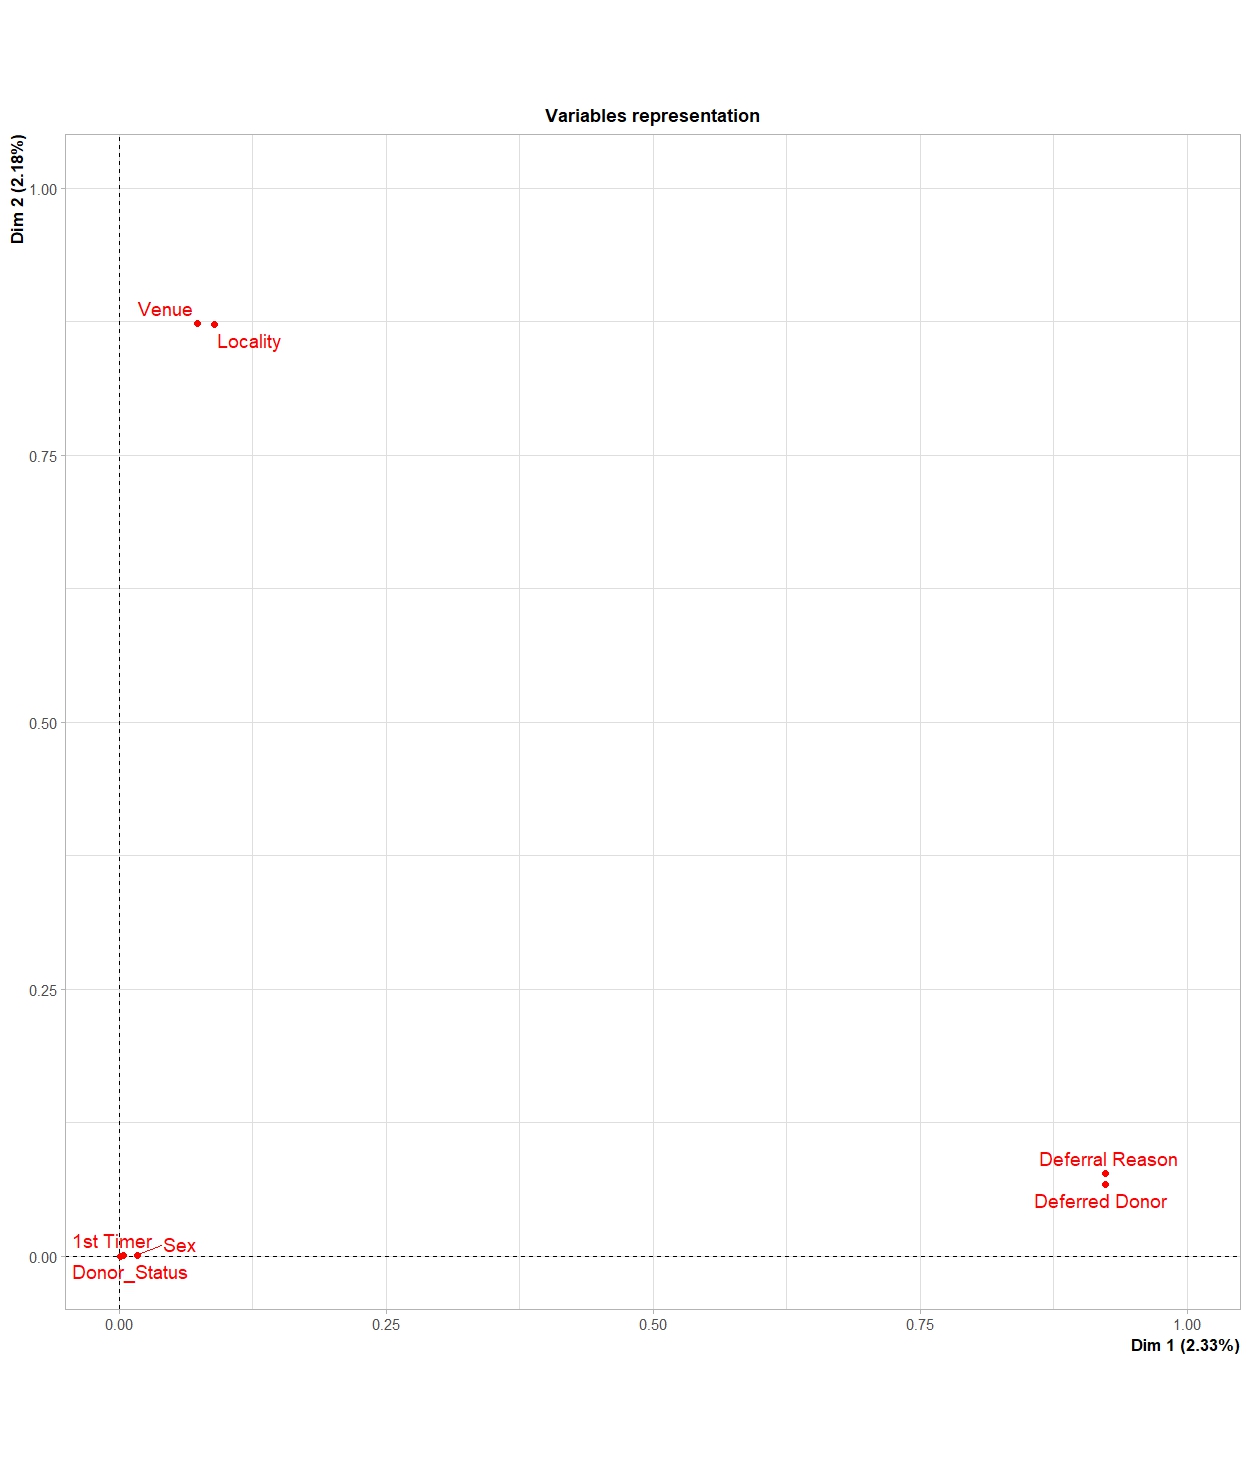 Variables representation
Dim 2 (2.18%)
1.00
Venue
Locality
0.75
0.50
0.25
Deferral Reason
Deferred Donor
1st Timer
Sex
0.00
Donor_Status
0.00
0.25
0.50
0.75
1.00
Dim 1 (2.33%)